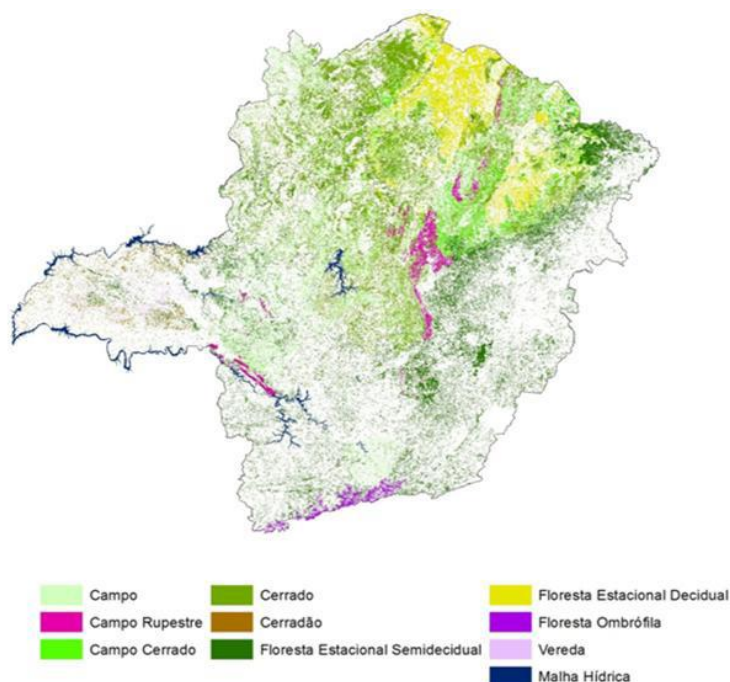 Campo
Campo Rupestre
Campo Cerrado
Cerrado
Cerradão
Floresta Estacional Semidecidual
Floresta Estacional Decidual
Floresta Ombrófila
Vereda
Malha Hídrica